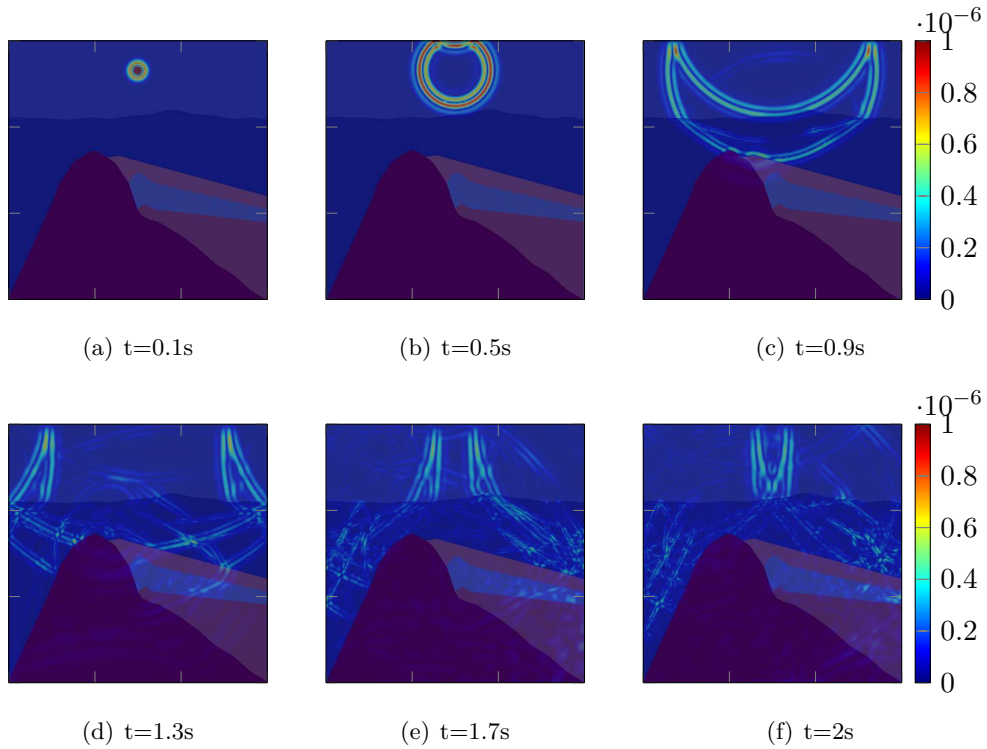 ·10⁻⁶
1
0.8
0.6
0.4
0.2
0
(a) t=0.1s
(b) t=0.5s
(c) t=0.9s
·10⁻⁶
1
0.8
0.6
0.4
0.2
0
(d) t=1.3s
(e) t=1.7s
(f) t=2s